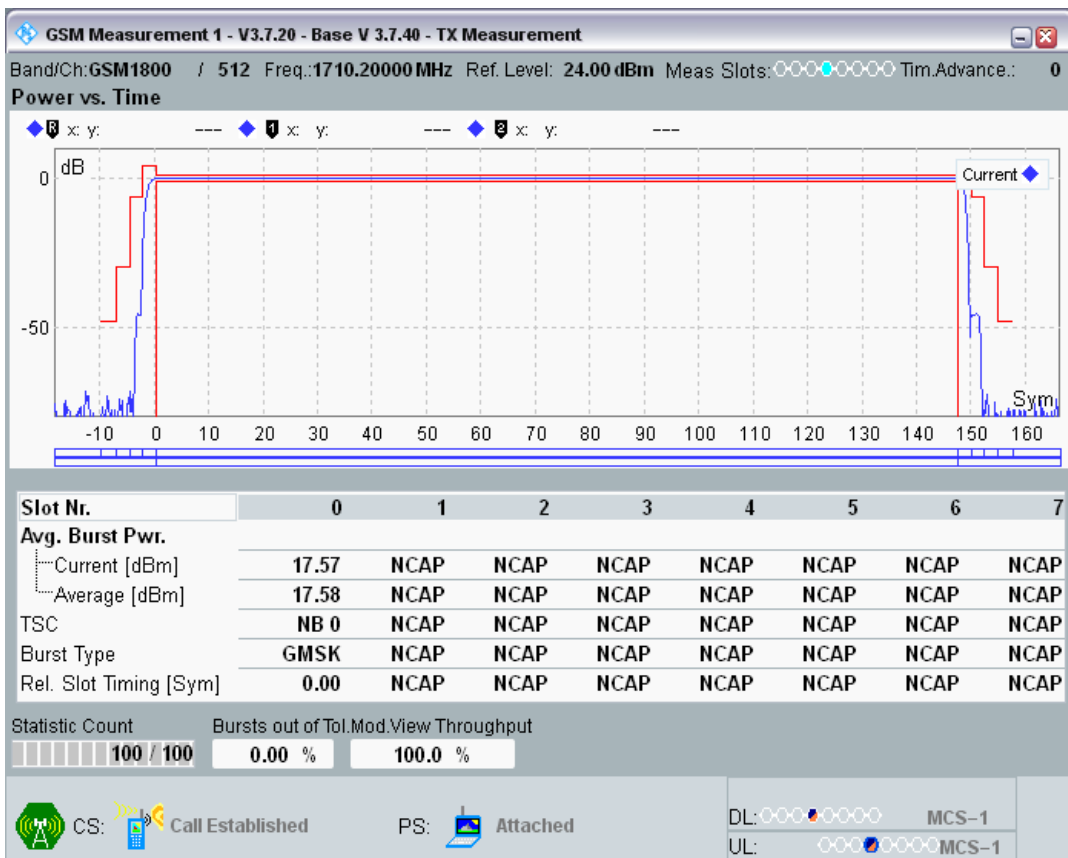 GSM Measurement 1 - V3.7.20 - Base V 3.7.40 - TX Measurement
Band/Ch:GSM1800 / 512 Freq.:1710.20000 MHz Ref. Level: 24.00 dBm Meas Slots: Tim.Advance.: 0
Power vs. Time
R x: y: --- 1 x: y: --- 2 x: y: ---
dB
Current
0
-50
Sym
-10 0 10 20 30 40 50 60 70 80 90 100 110 120 130 140 150 160
Slot Nr. 0 1 2 3 4 5 6 7
Avg. Burst Pwr.
Current [dBm] 17.57 NCAP NCAP NCAP NCAP NCAP NCAP NCAP
Average [dBm] 17.58 NCAP NCAP NCAP NCAP NCAP NCAP NCAP
TSC NB 0 NCAP NCAP NCAP NCAP NCAP NCAP NCAP
Burst Type GMSK NCAP NCAP NCAP NCAP NCAP NCAP NCAP
Rel. Slot Timing [Sym] 0.00 NCAP NCAP NCAP NCAP NCAP NCAP NCAP
Statistic Count Bursts out of Tol.Mod.View Throughput
100 / 100 0.00 % 100.0 %
CS: Call Established PS: Attached
DL: MCS-1
UL: MCS-1